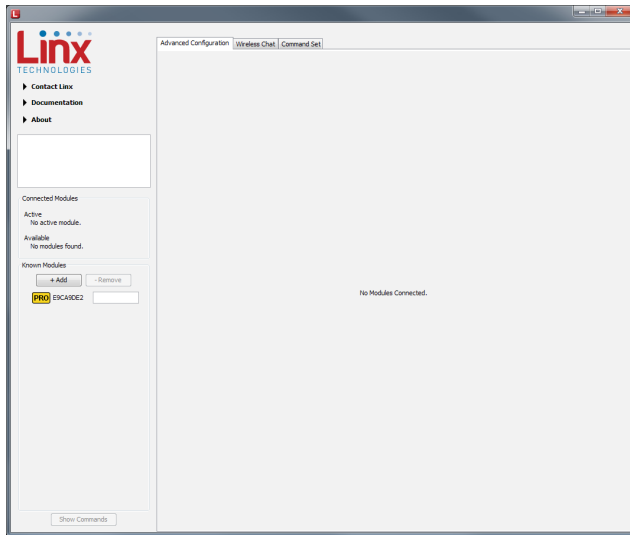 L
Linx
TECHNOLOGIES
Contact Linx
Documentation
About
Connected Modules
Active
No active module.
Available
No modules found.
Known Modules
+ Add
- Remove
PRO E9CA9DE2
Show Commands
Advanced Configuration
Wireless Chat
Command Set
No Modules Connected.